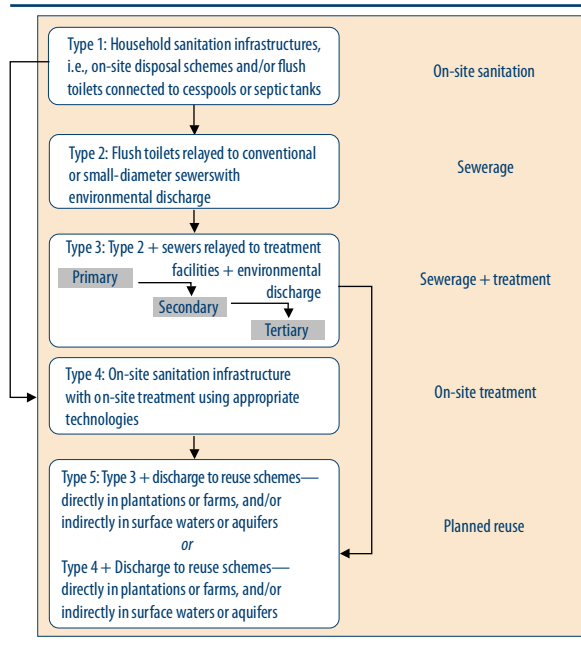 Type 1: Household sanitation infrastructures,
i.e., on-site disposal schemes and/or flush
toilets connected to cesspools or septic tanks
On-site sanitation
Type 2: Flush toilets relayed to conventional
or small-diameter sewerswith
environmental discharge
Sewerage
Type 3: Type 2 + sewers relayed to treatment
facilities + environmental
discharge
Primary
Secondary
Tertiary
Sewerage + treatment
Type 4: On-site sanitation infrastructure
with on-site treatment using appropriate
technologies
On-site treatment
Type 5: Type 3 + discharge to reuse schemes—
directly in plantations or farms, and/or
indirectly in surface waters or aquifers
or
Type 4 + Discharge to reuse schemes—
directly in plantations or farms, and/or
indirectly in surface waters or aquifers
Planned reuse